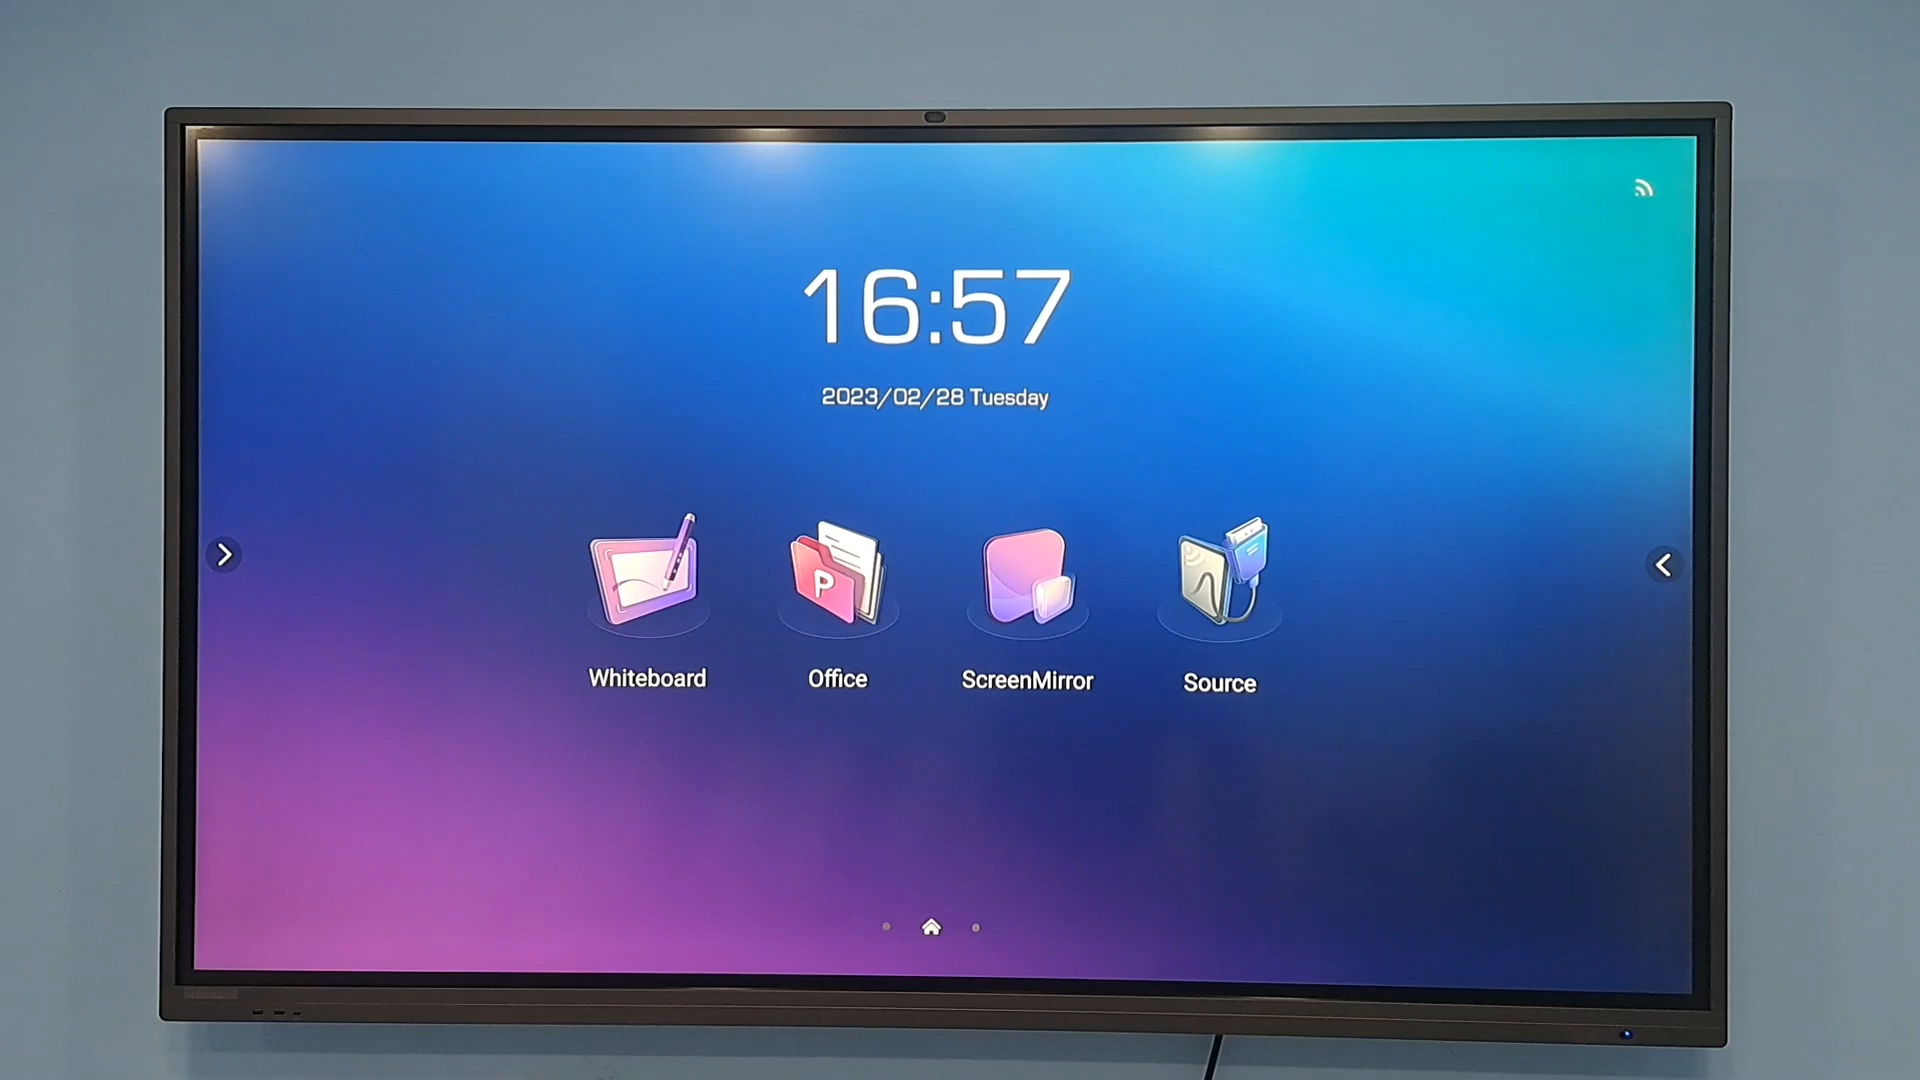 16:57
2023/02/28 Tuesday
P
Whiteboard
Office
ScreenMirror
Source